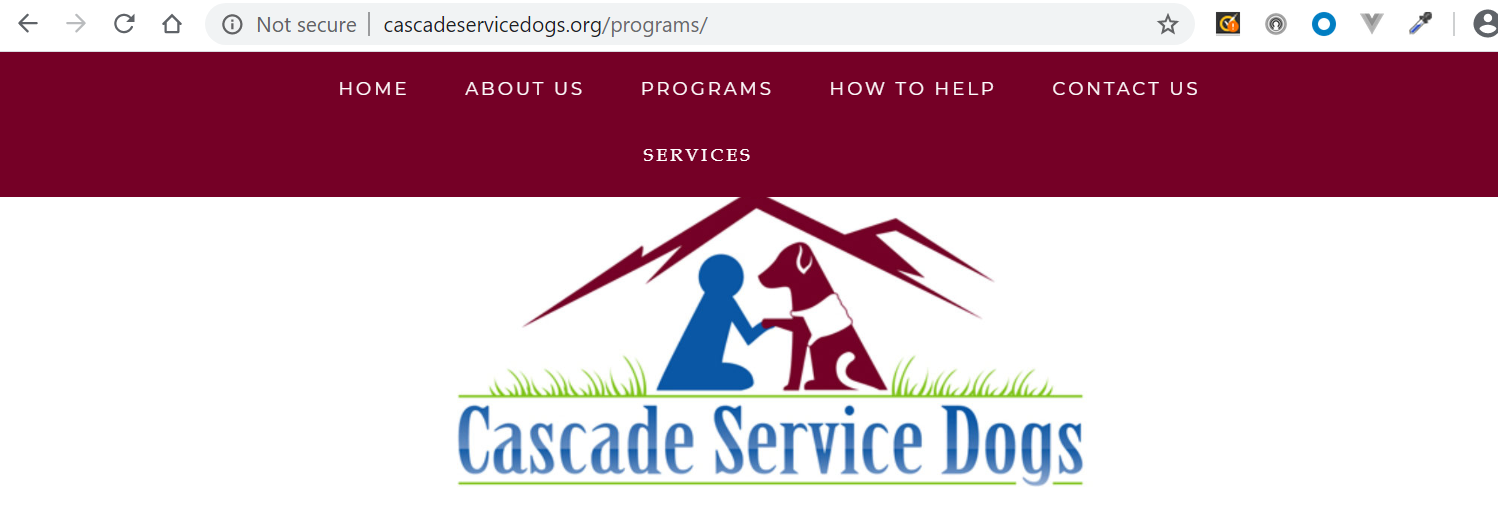 Not secure | cascadeservicedogs.org/programs/
HOME ABOUT US PROGRAMS HOW TO HELP CONTACT US
SERVICES
Cascade Service Dogs